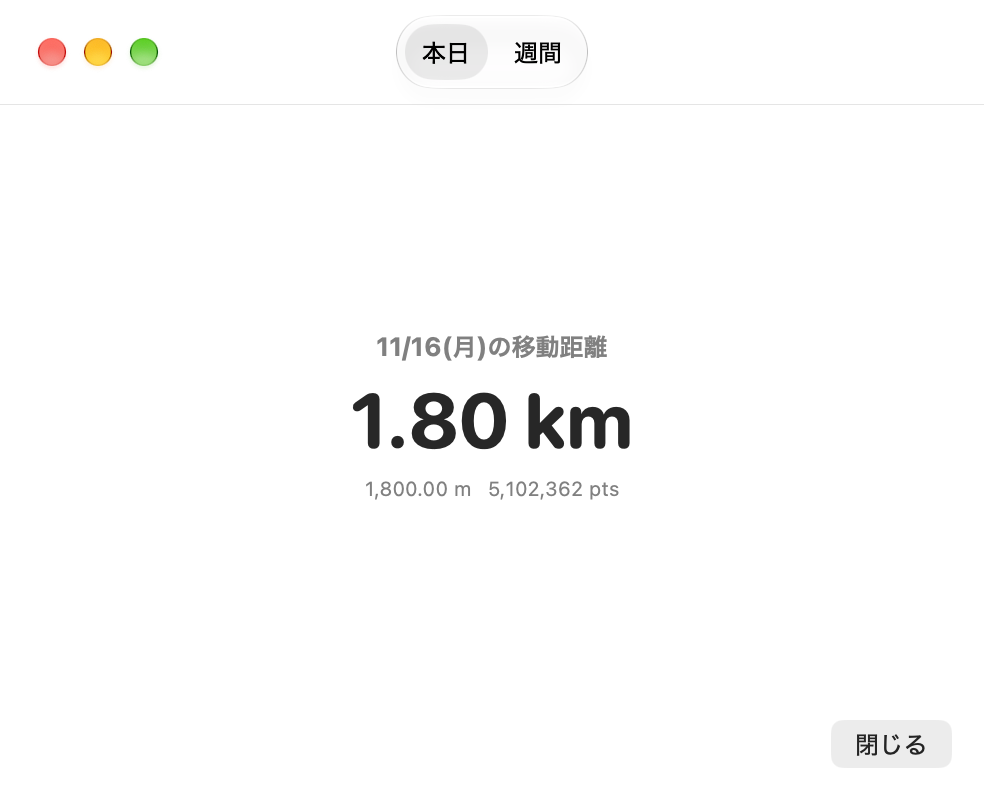 本日 週間
11/16(月)の移動距離
1.80 km
1,800.00 m 5,102,362 pts
閉じる